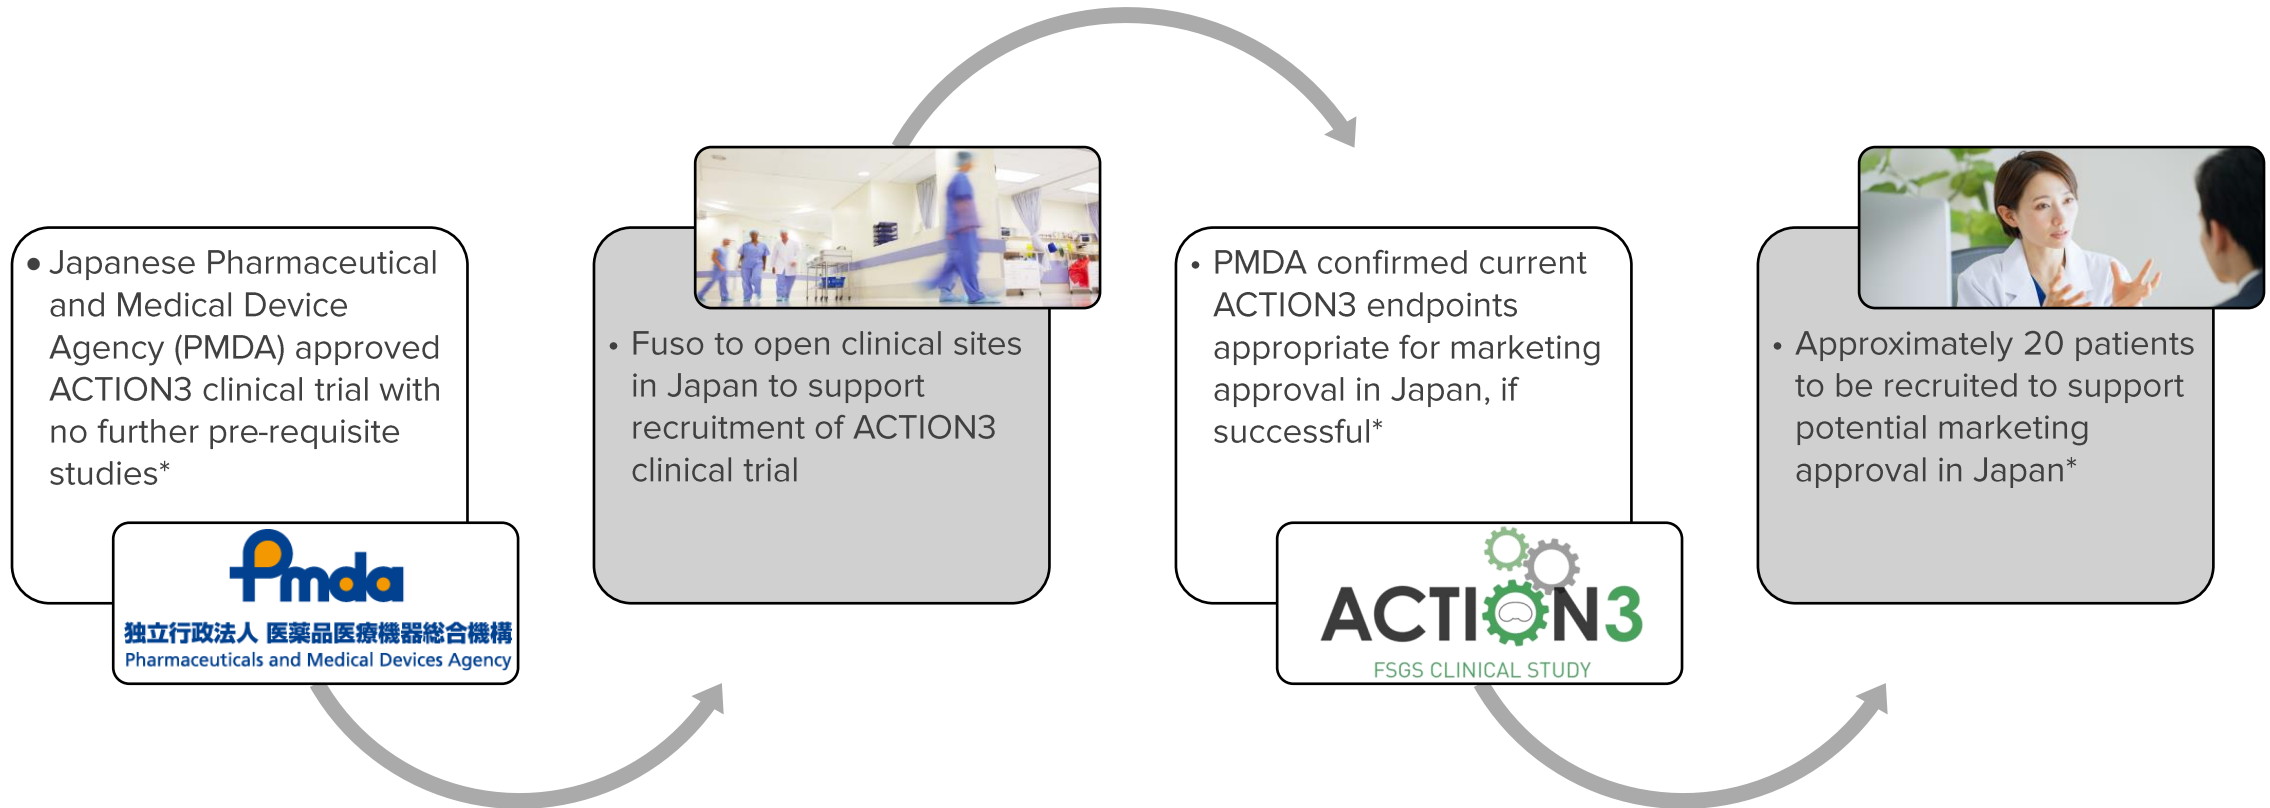 • Japanese Pharmaceutical
and Medical Device
Agency (PMDA) approved
ACTION3 clinical trial with
no further pre-requisite
studies*
Pmda
独立行政法人 医薬品医療機器総合機構
Pharmaceuticals and Medical Devices Agency
• Fuso to open clinical sites
in Japan to support
recruitment of ACTION3
clinical trial
• PMDA confirmed current
ACTION3 endpoints
appropriate for marketing
approval in Japan, if
successful*
ACTION3
FSGS CLINICAL STUDY
• Approximately 20 patients
to be recruited to support
potential marketing
approval in Japan*